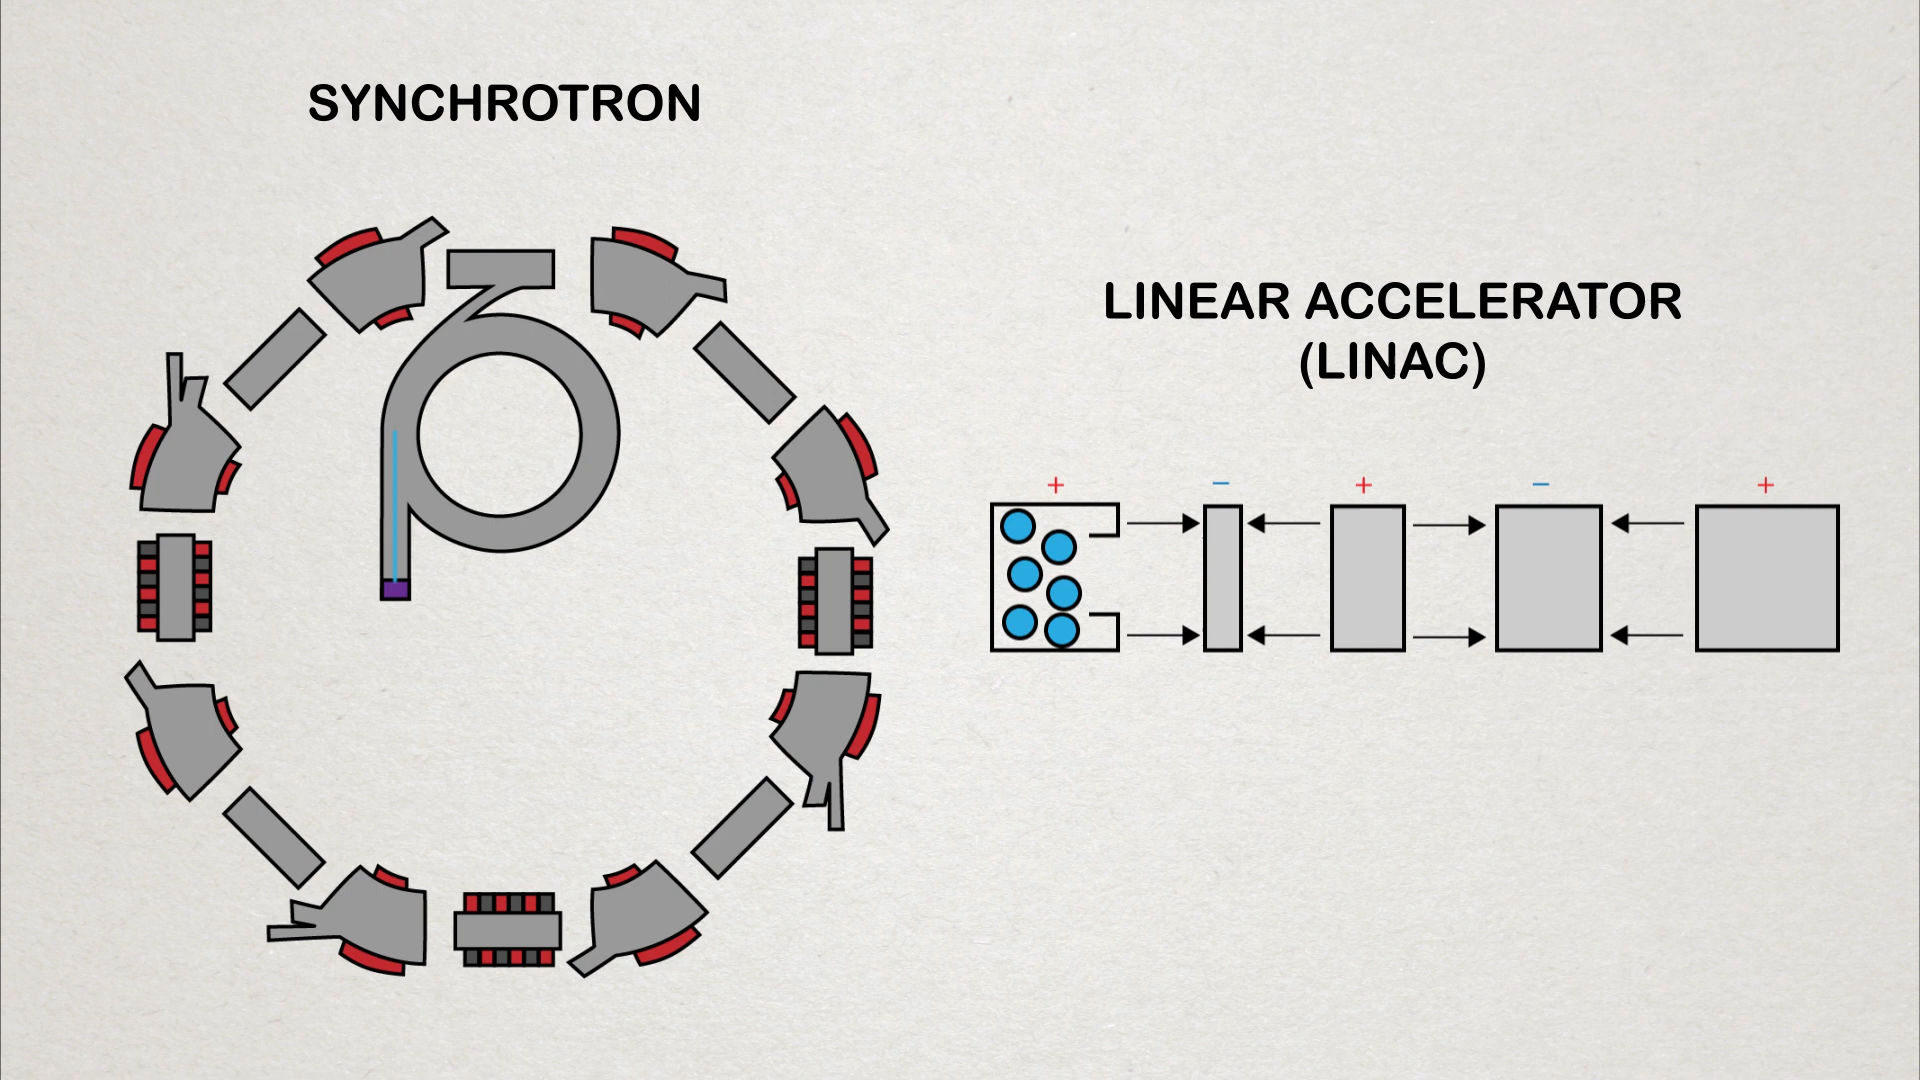 SYNCHROTRON
LINEAR ACCELERATOR
(LINAC)
+ − + − +